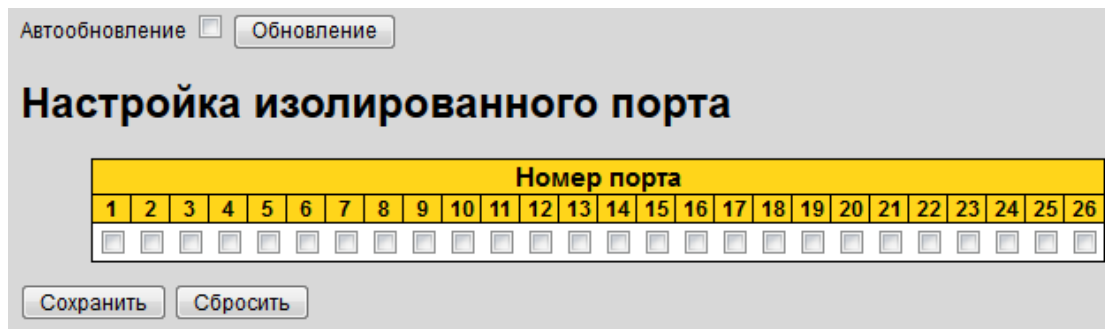 Автообновление Обновление
Настройка изолированного порта
Номер порта
1 2 3 4 5 6 7 8 9 10 11 12 13 14 15 16 17 18 19 20 21 22 23 24 25 26
Сохранить Сбросить